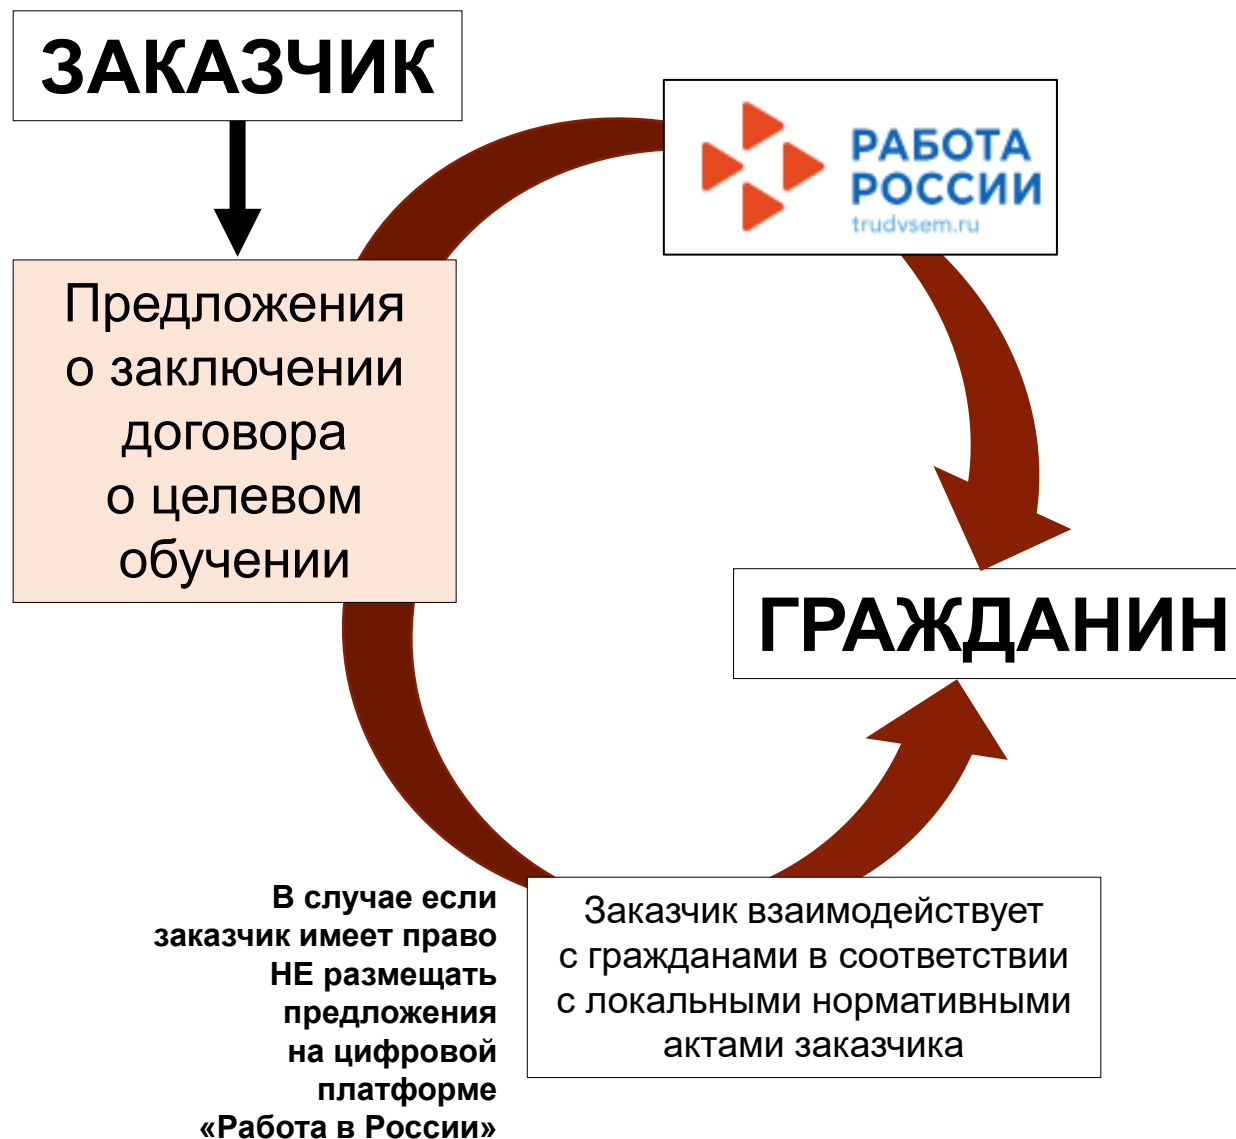 ЗАКАЗЧИК
РАБОТА
РОССИИ
trudvsem.ru
Предложения
о заключении
договора
о целевом
обучении
ГРАЖДАНИН
В случае если
заказчик имеет право
НЕ размещать
предложения
на цифровой
платформе
«Работа в России»
Заказчик взаимодействует
с гражданами в соответствии
с локальными нормативными
актами заказчика